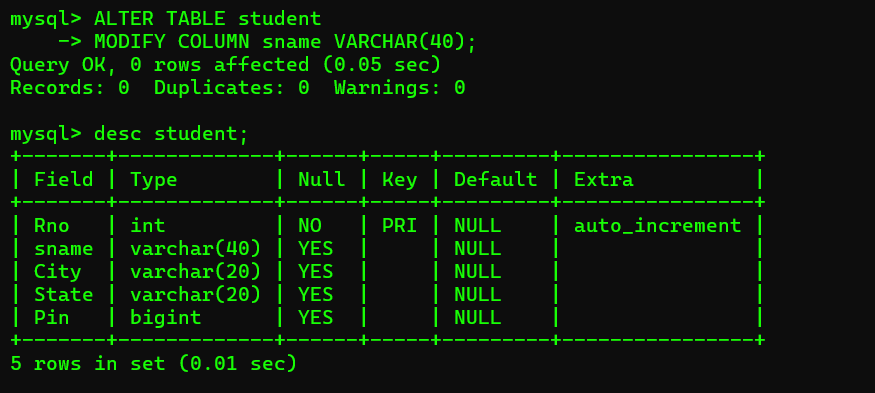 mysql> ALTER TABLE student
    -> MODIFY COLUMN sname VARCHAR(40);
Query OK, 0 rows affected (0.05 sec)
Records: 0  Duplicates: 0  Warnings: 0

mysql> desc student;
+-------+-------------+------+-----+---------+----------------+
| Field | Type        | Null | Key | Default | Extra          |
+-------+-------------+------+-----+---------+----------------+
| Rno   | int         | NO   | PRI | NULL    | auto_increment |
| sname | varchar(40) | YES  |     | NULL    |                |
| City  | varchar(20) | YES  |     | NULL    |                |
| State | varchar(20) | YES  |     | NULL    |                |
| Pin   | bigint      | YES  |     | NULL    |                |
+-------+-------------+------+-----+---------+----------------+
5 rows in set (0.01 sec)